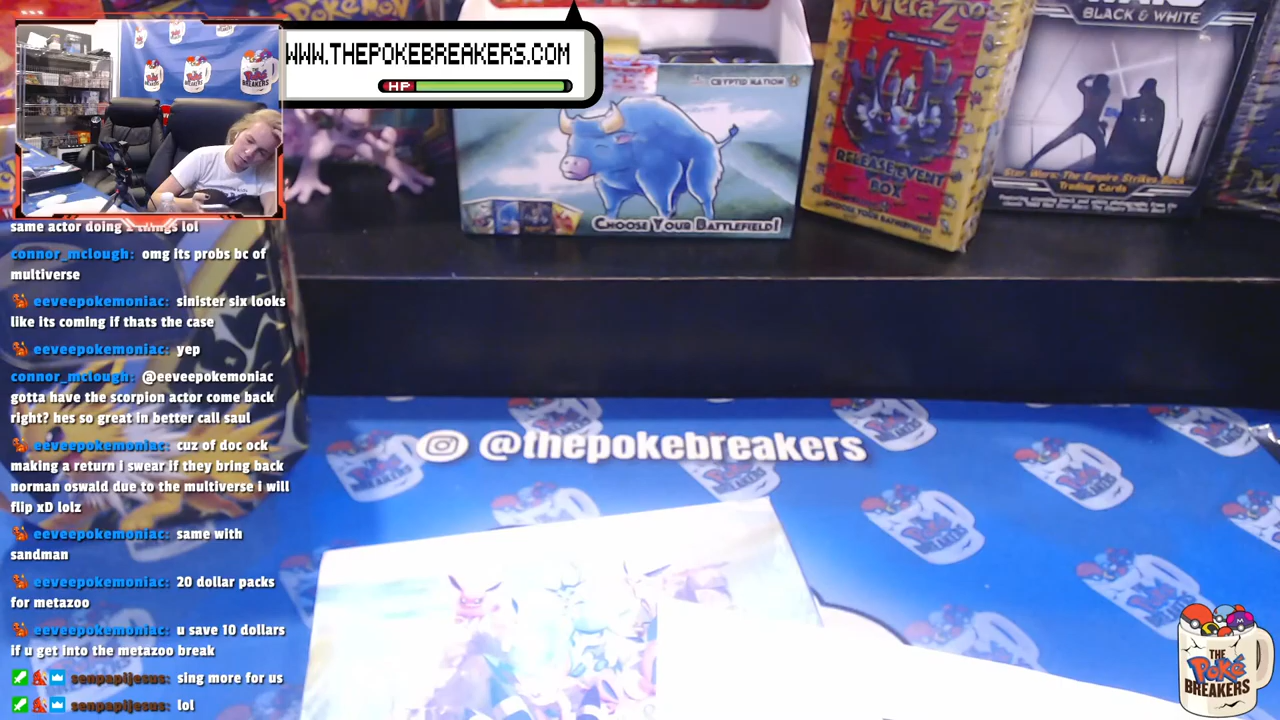 WWW.THEPOKEBREAKERS.COM
HP
same actor doing 2 things lol
connor_mclough: omg its probs bc of
multiverse
eeveepokemoniac: sinister six looks
like its coming if thats the case
eeveepokemoniac: yep
connor_mclough: @eeveepokemoniac
gotta have the scorpion actor come back
right? hes so great in better call saul
eeveepokemoniac: cuz of doc ock
making a return i swear if they bring back
norman oswald due to the multiverse i will
flip xD lolz
eeveepokemoniac: same with
sandman
eeveepokemoniac: 20 dollar packs
for metazoo
eeveepokemoniac: u save 10 dollars
if u get into the metazoo break
senpapijesus: sing more for us
senpapijesus: lol
CRYPTID NATION
CHOOSE YOUR BATTLEFIELD!
MetaZoo
RELEASE EVENT
BOX
CHOOSE YOUR BATTLEFIELD!
BLACK & WHITE
Star Wars: The Empire Strikes Back
Trading Cards
@thepokebreakers
THE
POKÉ
BREAKERS